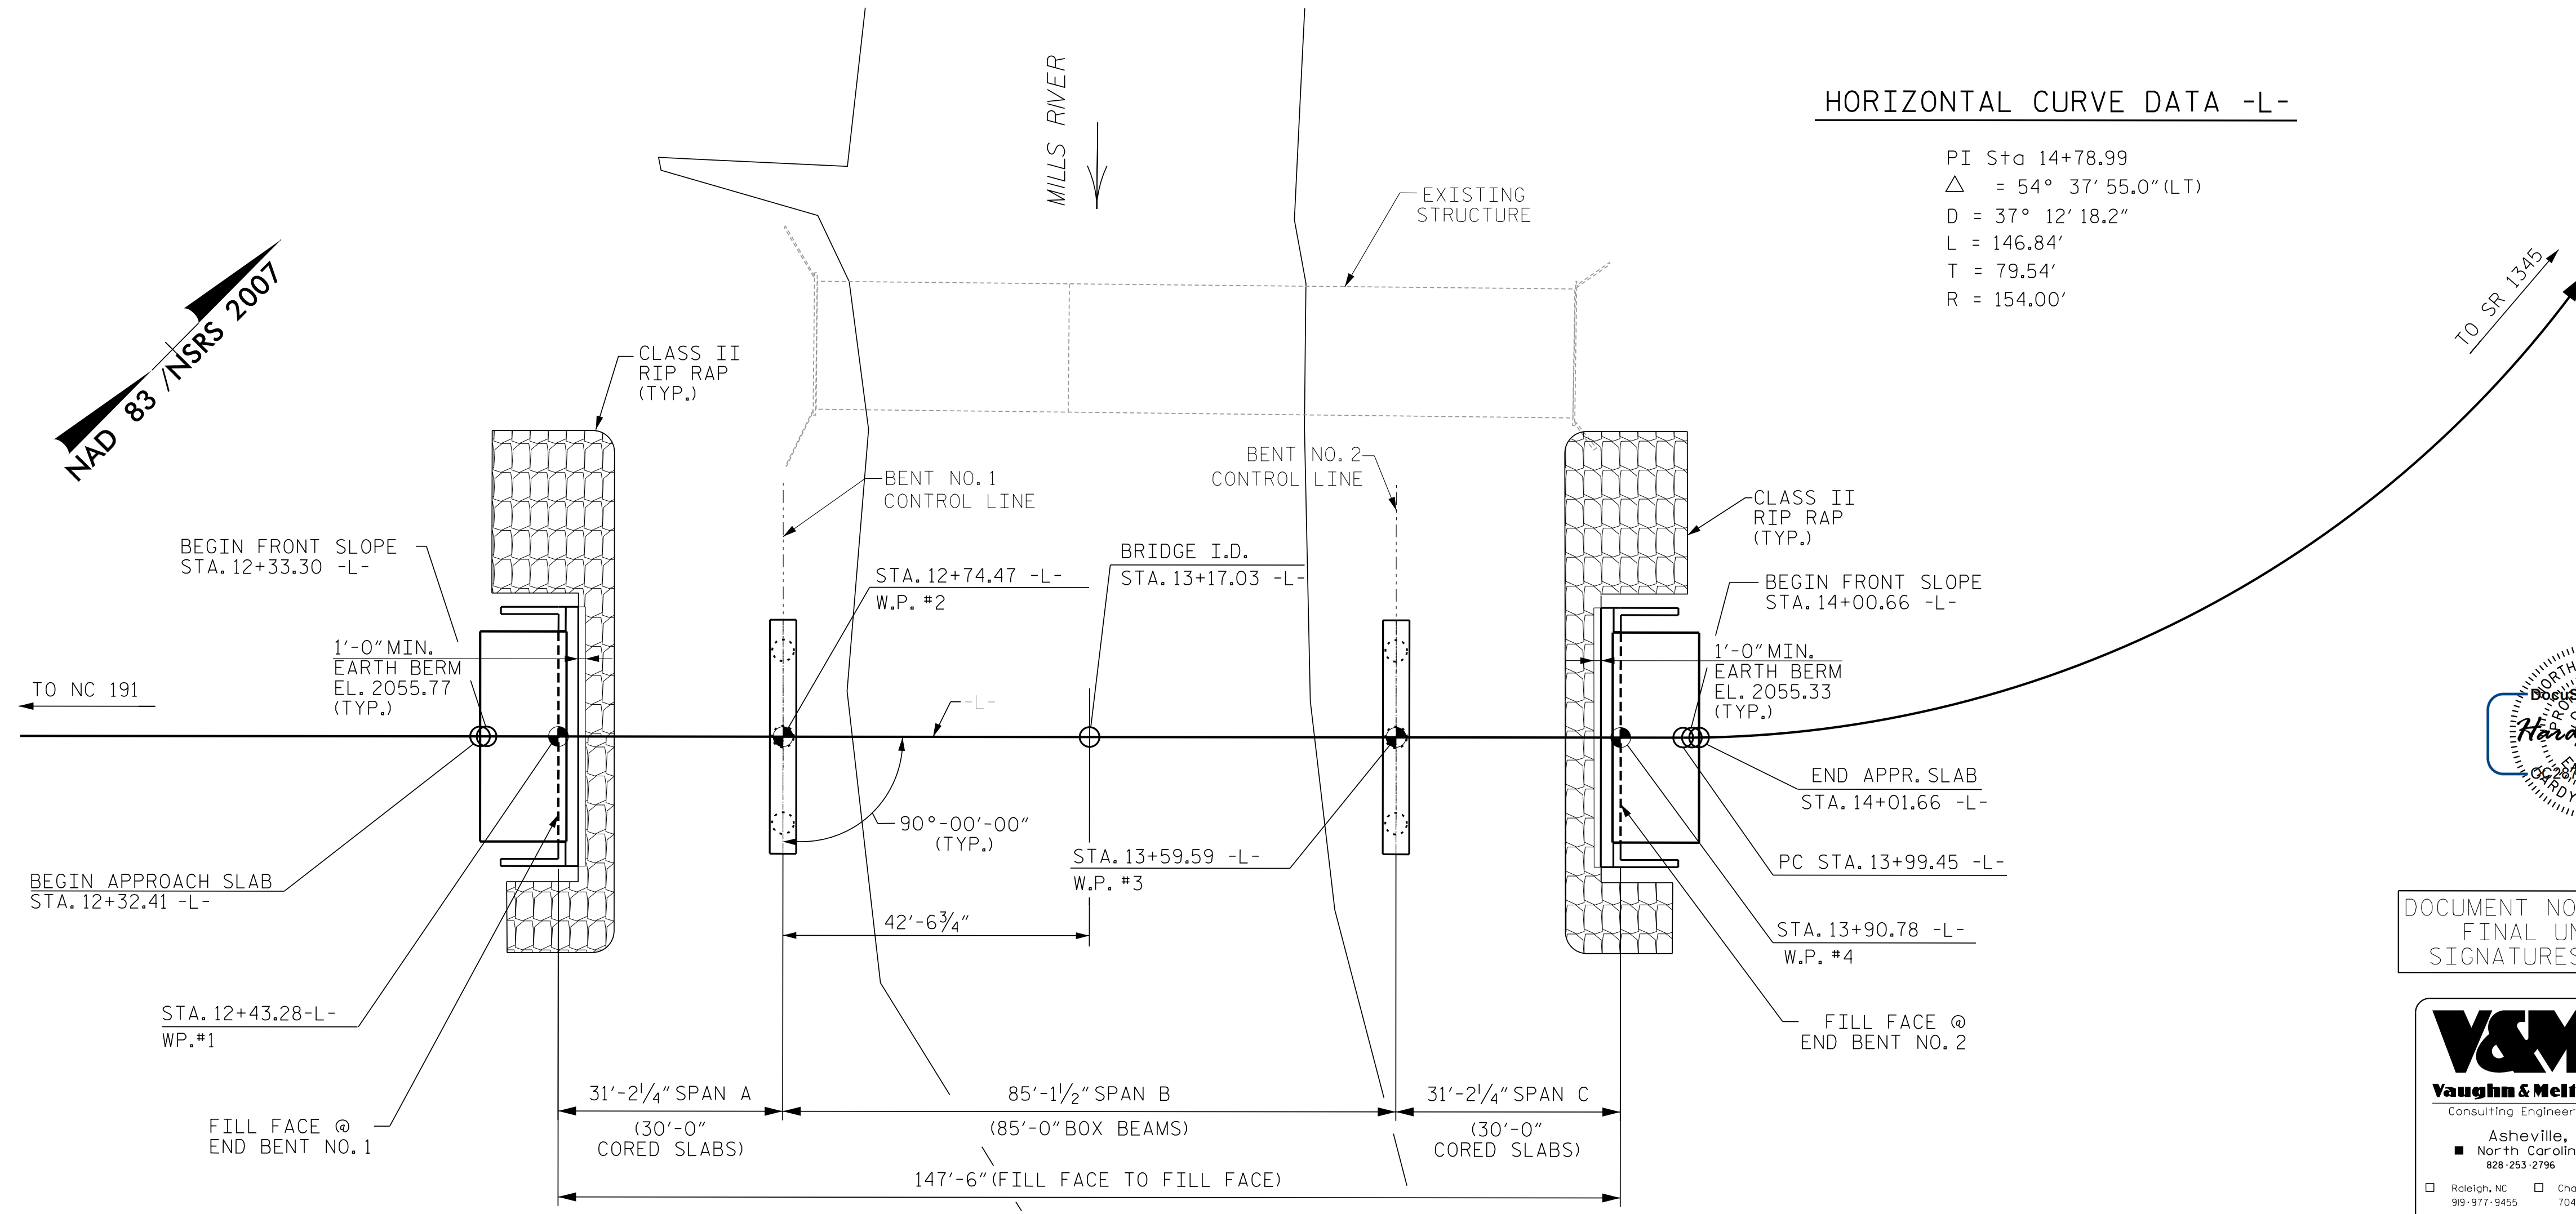 MILLS RIVER
HORIZONTAL CURVE DATA -L-
PI Sta 14+78.99
△ = 54° 37' 55.0"(LT)
D = 37° 12' 18.2"
L = 146.84'
T = 79.54'
R = 154.00'
EXISTING
STRUCTURE
NAD 83 /NSRS 2007
TO SR 1345
CLASS II
RIP RAP
(TYP.)
BENT NO.1
CONTROL LINE
BENT NO.2
CONTROL LINE
CLASS II
RIP RAP
(TYP.)
BEGIN FRONT SLOPE
STA.12+33.30 -L-
STA.12+74.47 -L-
W.P. #2
BRIDGE I.D.
STA.13+17.03 -L-
BEGIN FRONT SLOPE
STA.14+00.66 -L-
1'-0" MIN.
EARTH BERM
EL.2055.77
(TYP.)
1'-0" MIN.
EARTH BERM
EL.2055.33
(TYP.)
TO NC 191
-L-
END APPR. SLAB
STA.14+01.66 -L-
90°-00'-00"
(TYP.)
STA.13+59.59 -L-
W.P. #3
PC STA.13+99.45 -L-
BEGIN APPROACH SLAB
STA.12+32.41 -L-
42'-6¾"
STA.13+90.78 -L-
W.P. #4
STA.12+43.28-L-
WP.#1
FILL FACE @
END BENT NO.2
FILL FACE @
END BENT NO.1
31'-2¼" SPAN A
(30'-0"
CORED SLABS)
85'-1½" SPAN B
(85'-0" BOX BEAMS)
31'-2¼" SPAN C
(30'-0"
CORED SLABS)
147'-6" (FILL FACE TO FILL FACE)
DOCUMENT NO
FINAL UN
SIGNATURES
V&M
Vaughn & Melt
Consulting Engineer
Asheville,
North Carolin
828-253-2796
Raleigh, NC
919-977-9455
Cha
704